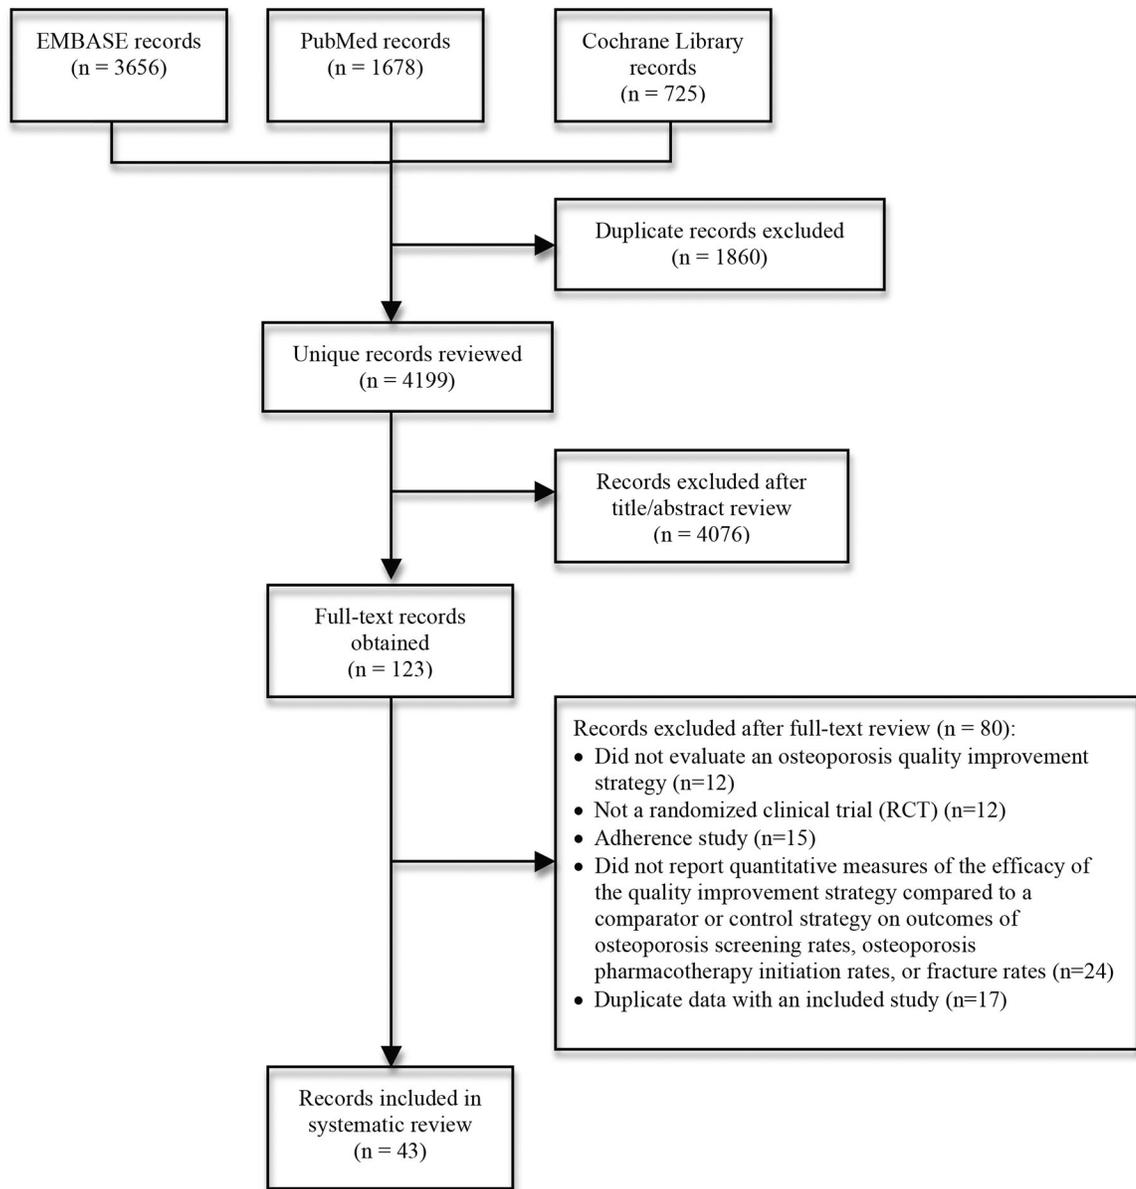 EMBASE records
(n = 3656)
PubMed records
(n = 1678)
Cochrane Library
records
(n = 725)
Duplicate records excluded
(n = 1860)
Unique records reviewed
(n = 4199)
Records excluded after
title/abstract review
(n = 4076)
Full-text records
obtained
(n = 123)
Records excluded after full-text review (n = 80):
• Did not evaluate an osteoporosis quality improvement
strategy (n=12)
• Not a randomized clinical trial (RCT) (n=12)
• Adherence study (n=15)
• Did not report quantitative measures of the efficacy of
the quality improvement strategy compared to a
comparator or control strategy on outcomes of
osteoporosis screening rates, osteoporosis
pharmacotherapy initiation rates, or fracture rates (n=24)
• Duplicate data with an included study (n=17)
Records included in
systematic review
(n = 43)